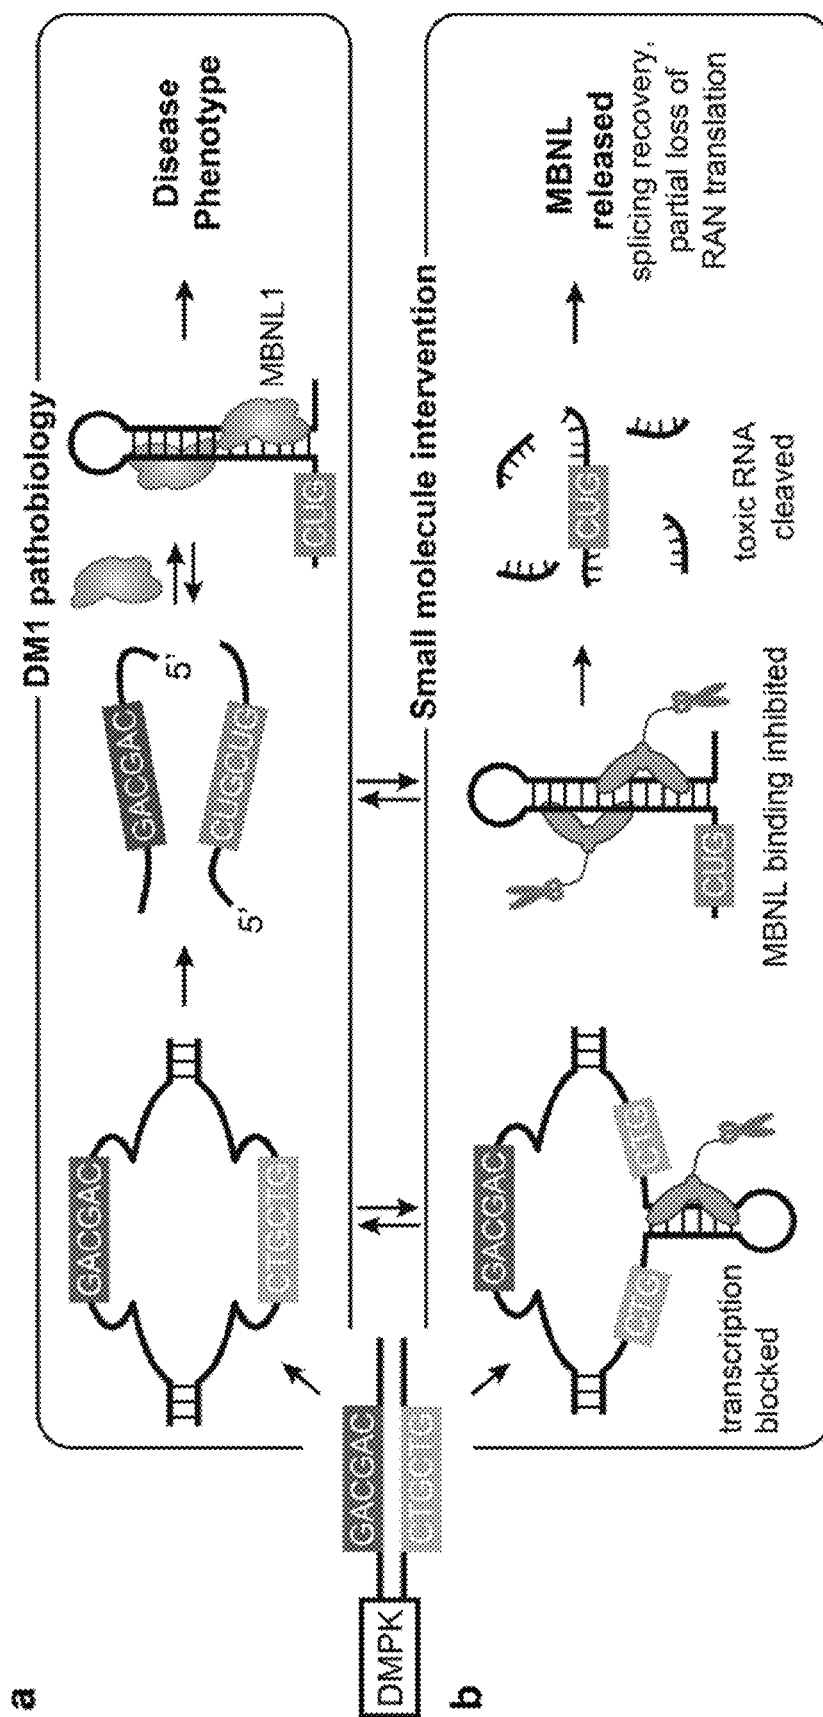 a
DM1 pathobiology
GACGAC
CTGCTG
GACGAC
5'
CUGCUG
5'
CUG
MBNL1
Disease
Phenotype
DMPK
GACGAC
CTGCTG
b
Small molecule intervention
GACGAC
CTG
CTG
transcription
blocked
CUG
MBNL binding inhibited
CUG
toxic RNA
cleaved
MBNL
released
splicing recovery,
partial loss of
RAN translation